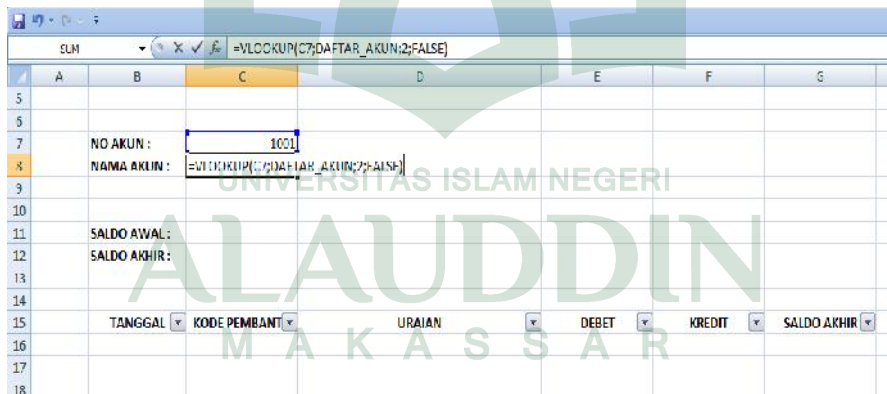 SUM =VLOOKUP(C7;DAFTAR_AKUN;2;FALSE)
A B C D E F G
5
6
7 NO AKUN : 1001
8 NAMA AKUN : =VLOOKUP(C7;DAFTAR_AKUN;2;FALSE)
UNIVERSITAS ISLAM NEGERI
9
10
11 SALDO AWAL :
12 SALDO AKHIR :
ALAUDDIN
13
14
15 TANGGAL KODE PEMBANT URAIAN DEBET KREDIT SALDO AKHIR
16
MAKASSAR
17
18